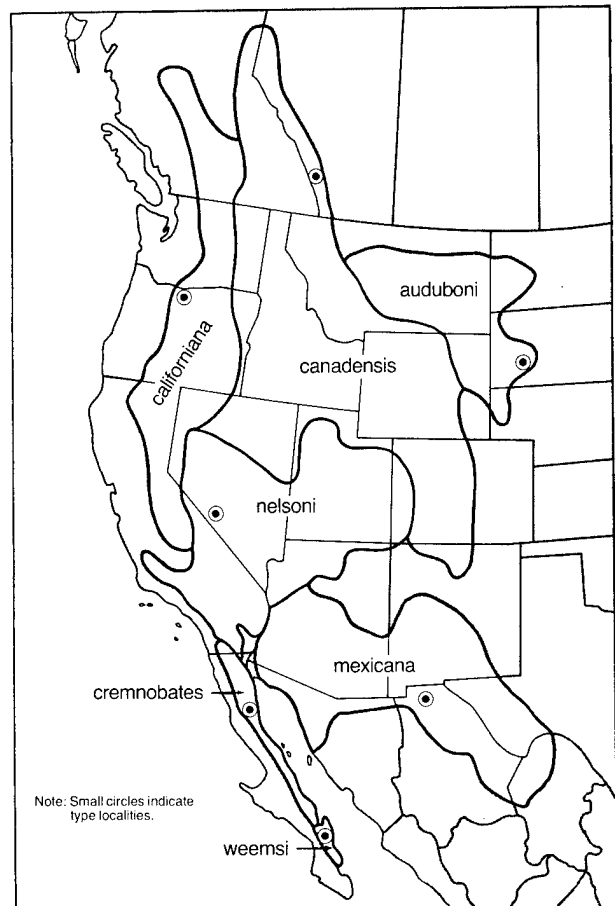 auduboni
californiana
canadensis
nelsoni
mexicana
cremnobates
Note: Small circles indicate
type localities.
weemsi